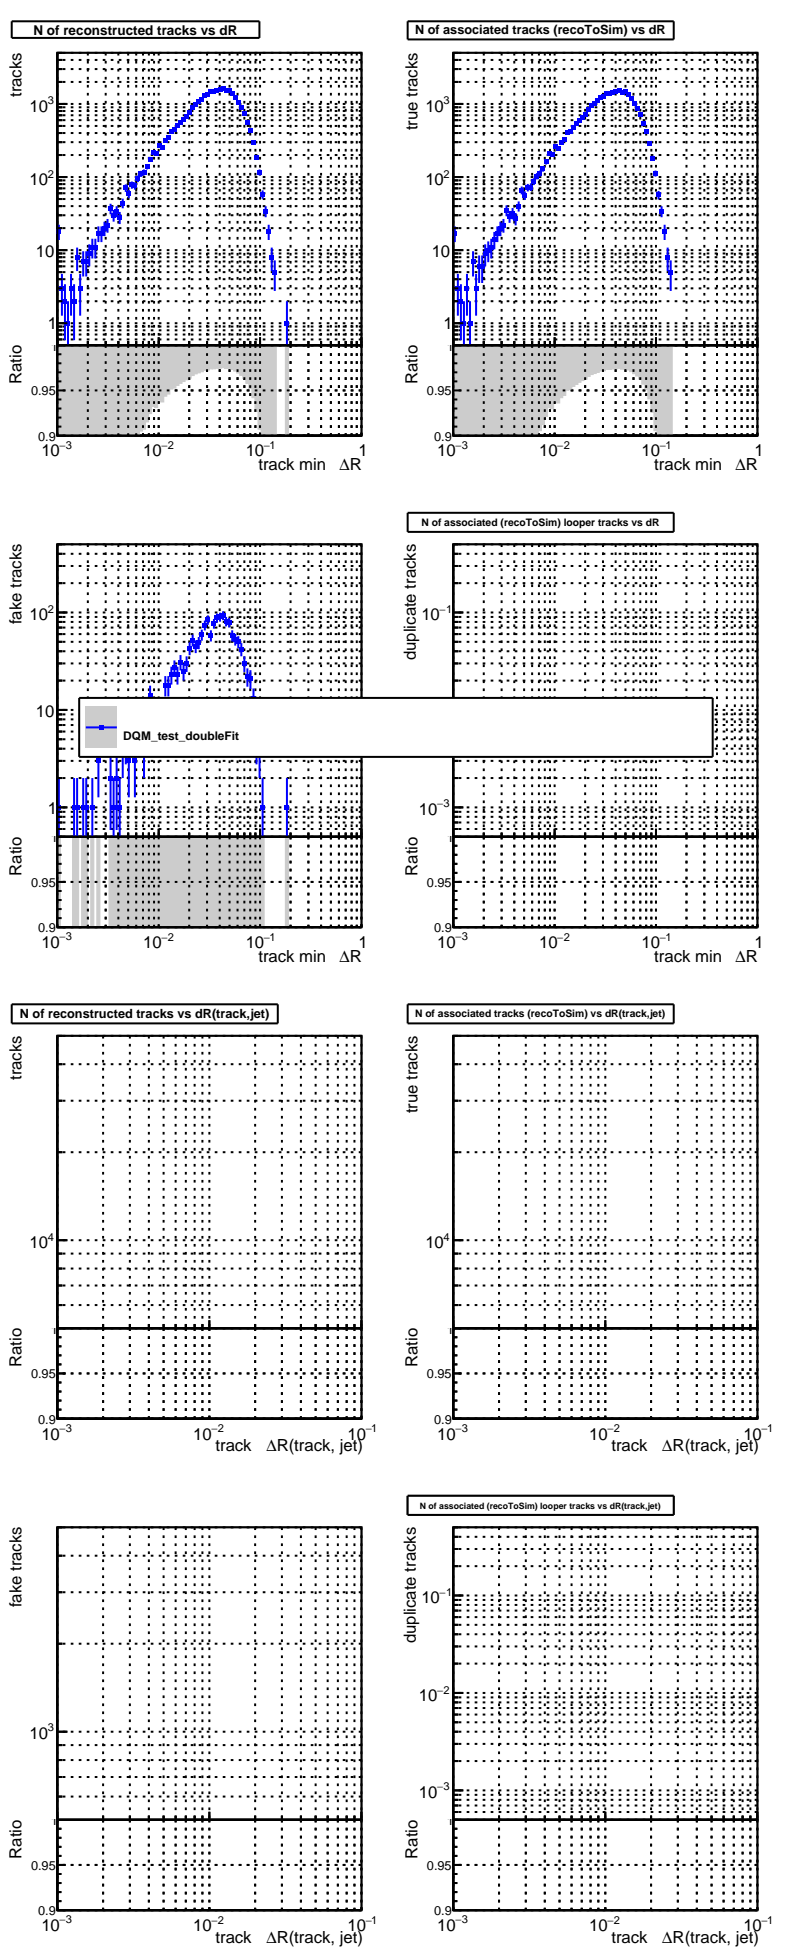 N of reconstructed tracks vs dR
tracks
10³
10²
10
1
Ratio
0.95
0.9
10⁻³ 10⁻² 10⁻¹ 1
track min ΔR
N of associated tracks (recoToSim) vs dR
true tracks
10³
10²
10
1
Ratio
0.95
0.9
10⁻³ 10⁻² 10⁻¹ 1
track min ΔR
fake tracks
10²
10
1
Ratio
0.95
0.9
10⁻³ 10⁻² 10⁻¹ 1
track min ΔR
N of associated (recoToSim) looper tracks vs dR
duplicate tracks
10⁻¹
10⁻³
Ratio
0.95
0.9
10⁻³ 10⁻² 10⁻¹ 1
track min ΔR
DQM_test_doubleFit
N of reconstructed tracks vs dR(track,jet)
tracks
10⁴
Ratio
0.95
0.9
10⁻³ 10⁻² 10⁻¹
track ΔR(track, jet)
N of associated tracks (recoToSim) vs dR(track,jet)
true tracks
10⁴
Ratio
0.95
0.9
10⁻³ 10⁻² 10⁻¹
track ΔR(track, jet)
fake tracks
10³
Ratio
0.95
0.9
10⁻³ 10⁻² 10⁻¹
track ΔR(track, jet)
N of associated (recoToSim) looper tracks vs dR(track,jet)
duplicate tracks
10⁻¹
10⁻²
10⁻³
Ratio
0.95
0.9
10⁻³ 10⁻² 10⁻¹
track ΔR(track, jet)